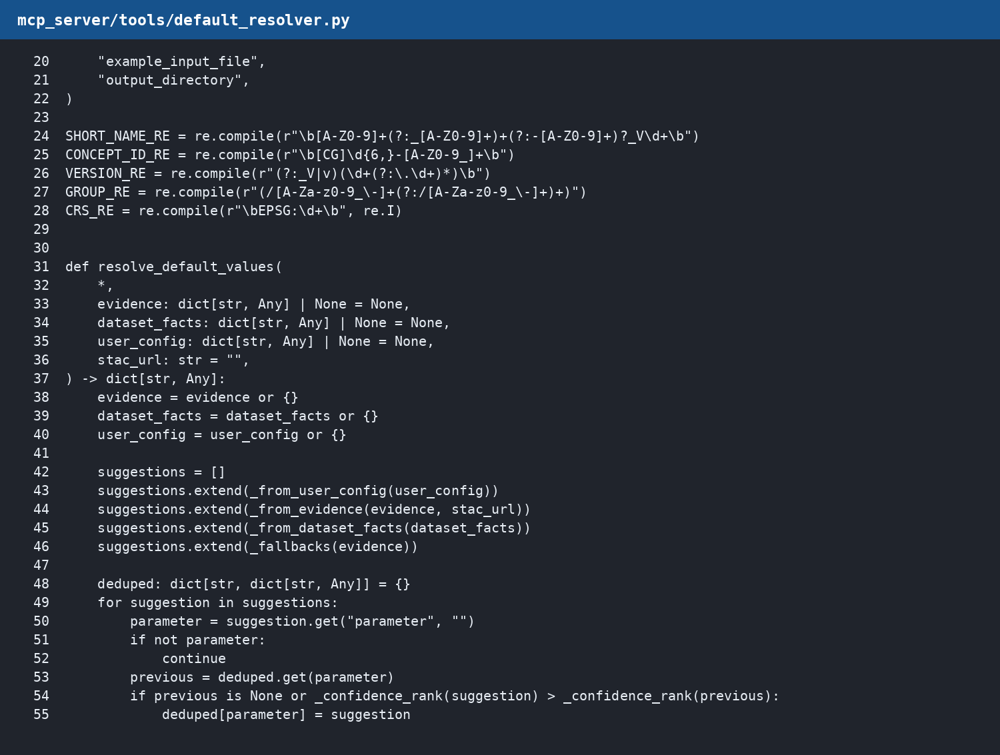 mcp_server/tools/default_resolver.py
20      "example_input_file",
21      "output_directory",
22  )
23
24  SHORT_NAME_RE = re.compile(r"\b[A-Z0-9]+(?:_[A-Z0-9]+)+(?:-[A-Z0-9]+)?_V\d+\b")
25  CONCEPT_ID_RE = re.compile(r"\b[CG]\d{6,}-[A-Z0-9_]+\b")
26  VERSION_RE = re.compile(r"(?:_V|v)(\d+(?:\.\d+)*)\b")
27  GROUP_RE = re.compile(r"(/[A-Za-z0-9_\-]+(?:/[A-Za-z0-9_\-]+)+)")
28  CRS_RE = re.compile(r"\bEPSG:\d+\b", re.I)
29
30
31  def resolve_default_values(
32      *,
33      evidence: dict[str, Any] | None = None,
34      dataset_facts: dict[str, Any] | None = None,
35      user_config: dict[str, Any] | None = None,
36      stac_url: str = "",
37  ) -> dict[str, Any]:
38      evidence = evidence or {}
39      dataset_facts = dataset_facts or {}
40      user_config = user_config or {}
41
42      suggestions = []
43      suggestions.extend(_from_user_config(user_config))
44      suggestions.extend(_from_evidence(evidence, stac_url))
45      suggestions.extend(_from_dataset_facts(dataset_facts))
46      suggestions.extend(_fallbacks(evidence))
47
48      deduped: dict[str, dict[str, Any]] = {}
49      for suggestion in suggestions:
50          parameter = suggestion.get("parameter", "")
51          if not parameter:
52              continue
53          previous = deduped.get(parameter)
54          if previous is None or _confidence_rank(suggestion) > _confidence_rank(previous):
55              deduped[parameter] = suggestion